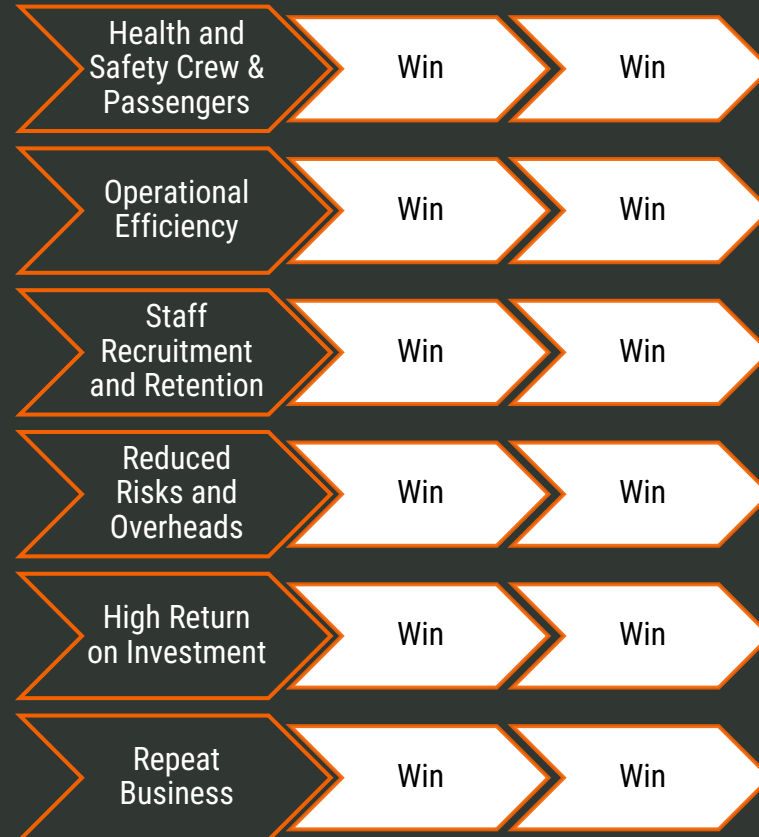 Health and
Safety Crew &
Passengers
Win
Win
Operational
Efficiency
Win
Win
Staff
Recruitment
and Retention
Win
Win
Reduced
Risks and
Overheads
Win
Win
High Return
on Investment
Win
Win
Repeat
Business
Win
Win